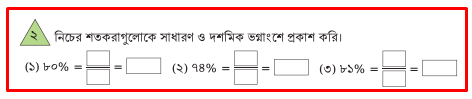 ২ নিচের শতকরাগুলোকে সাধারণ ও দশমিক ভগ্নাংশে প্রকাশ করি।
(১) ৮০% = = (২) ৭৪% = = (৩) ৮১% = =